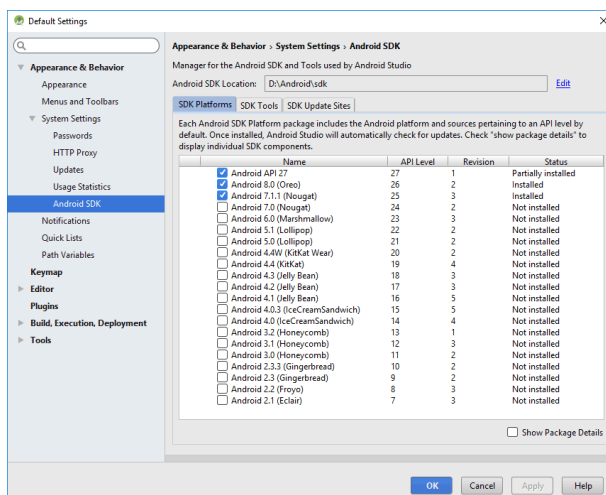 Default Settings
Appearance & Behavior
Appearance
Menus and Toolbars
System Settings
Passwords
HTTP Proxy
Updates
Usage Statistics
Android SDK
Notifications
Quick Lists
Path Variables
Keymap
Editor
Plugins
Build, Execution, Deployment
Tools
Appearance & Behavior › System Settings › Android SDK
Manager for the Android SDK and Tools used by Android Studio
Android SDK Location: D:\Android\sdk Edit
SDK Platforms SDK Tools SDK Update Sites
Each Android SDK Platform package includes the Android platform and sources pertaining to an API level by
default. Once installed, Android Studio will automatically check for updates. Check "show package details" to
display individual SDK components.
Name API Level Revision Status
Android API 27 27 1 Partially installed
Android 8.0 (Oreo) 26 2 Installed
Android 7.1.1 (Nougat) 25 3 Installed
Android 7.0 (Nougat) 24 2 Not installed
Android 6.0 (Marshmallow) 23 3 Not installed
Android 5.1 (Lollipop) 22 2 Not installed
Android 5.0 (Lollipop) 21 2 Not installed
Android 4.4W (KitKat Wear) 20 2 Not installed
Android 4.4 (KitKat) 19 4 Not installed
Android 4.3 (Jelly Bean) 18 3 Not installed
Android 4.2 (Jelly Bean) 17 3 Not installed
Android 4.1 (Jelly Bean) 16 5 Not installed
Android 4.0.3 (IceCreamSandwich) 15 5 Not installed
Android 4.0 (IceCreamSandwich) 14 4 Not installed
Android 3.2 (Honeycomb) 13 1 Not installed
Android 3.1 (Honeycomb) 12 3 Not installed
Android 3.0 (Honeycomb) 11 2 Not installed
Android 2.3.3 (Gingerbread) 10 2 Not installed
Android 2.3 (Gingerbread) 9 2 Not installed
Android 2.2 (Froyo) 8 3 Not installed
Android 2.1 (Eclair) 7 3 Not installed
Show Package Details
OK Cancel Apply Help